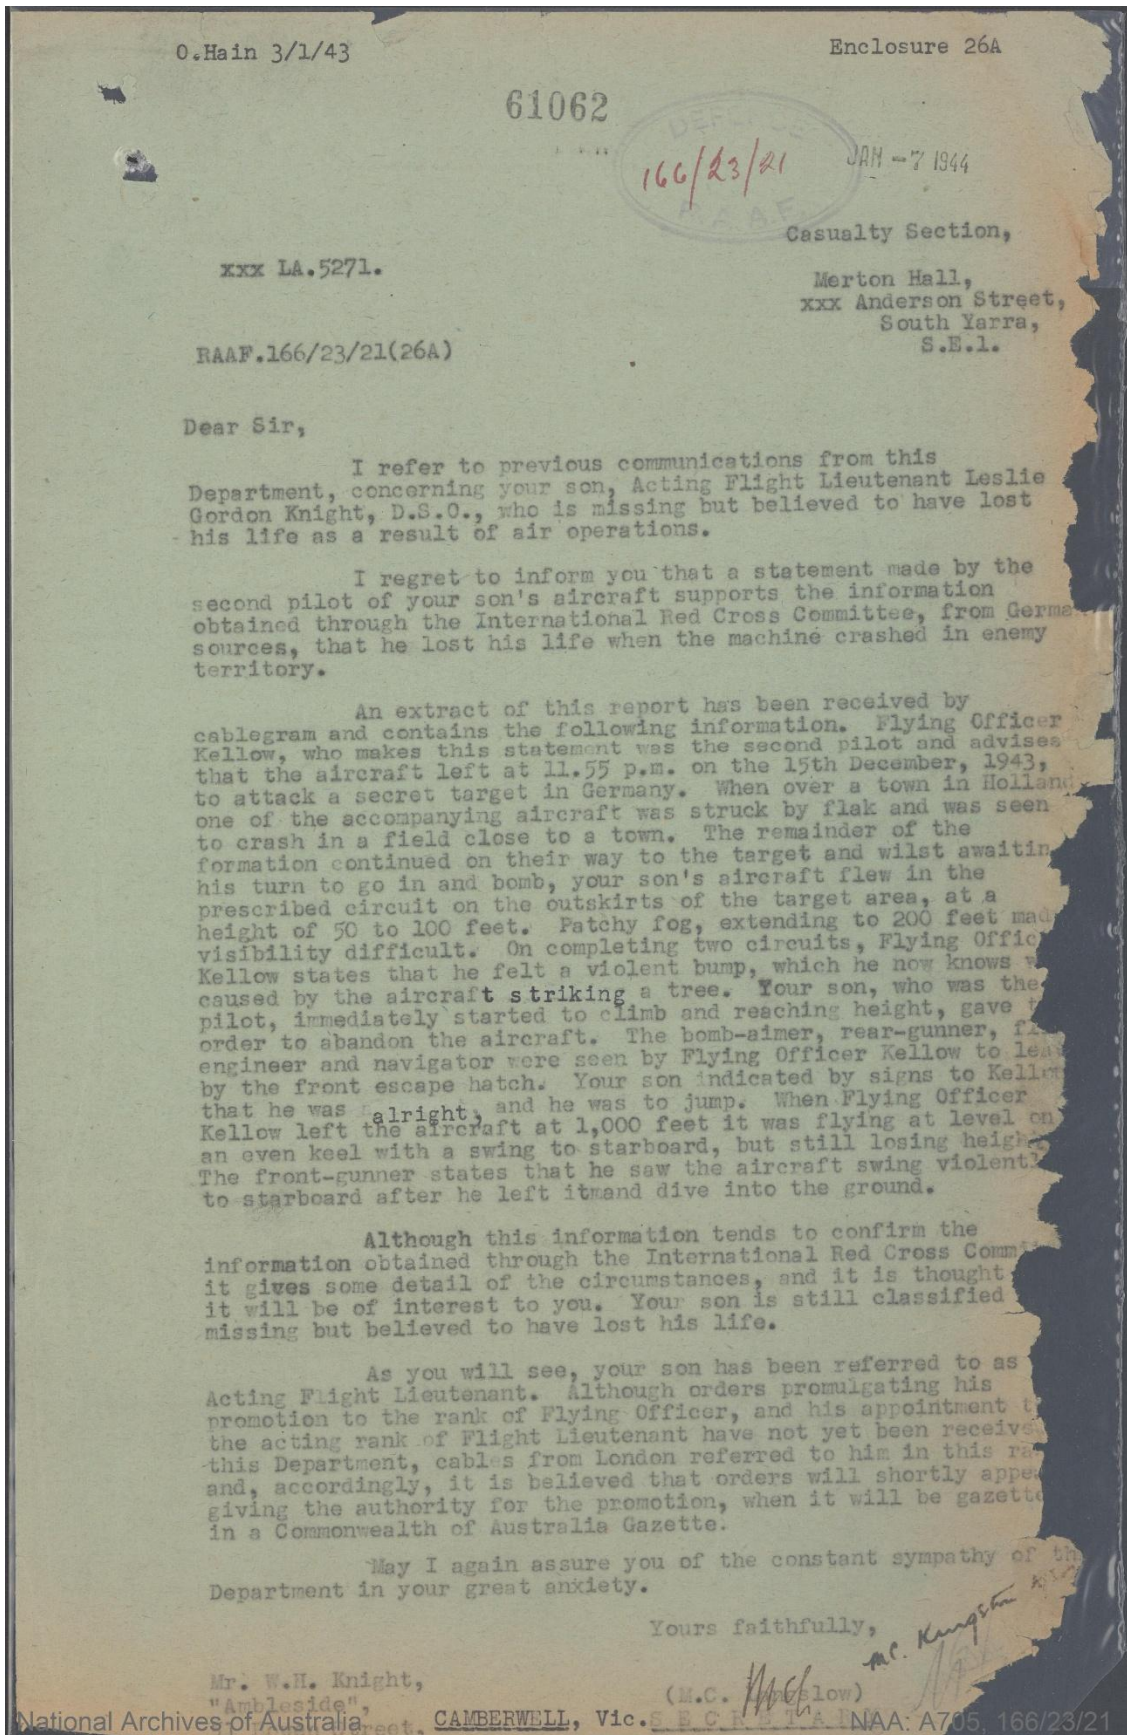 O.Hain 3/1/43
Enclosure 26A
61062
DEFENCE
166/23/21
R.A.A.F.
JAN -7 1944
Casualty Section,
xxx LA.5271.
Merton Hall,
xxx Anderson Street,
South Yarra,
S.E.1.
RAAF.166/23/21(26A)
Dear Sir,
I refer to previous communications from this
Department, concerning your son, Acting Flight Lieutenant Leslie
Gordon Knight, D.S.O., who is missing but believed to have lost
his life as a result of air operations.
I regret to inform you that a statement made by the
second pilot of your son's aircraft supports the information
obtained through the International Red Cross Committee, from Germa
sources, that he lost his life when the machine crashed in enemy
territory.
An extract of this report has been received by
cablegram and contains the following information. Flying Officer
Kellow, who makes this statement was the second pilot and advises
that the aircraft left at 11.55 p.m. on the 15th December, 1943,
to attack a secret target in Germany. When over a town in Holland
one of the accompanying aircraft was struck by flak and was seen
to crash in a field close to a town. The remainder of the
formation continued on their way to the target and wilst awaitin
his turn to go in and bomb, your son's aircraft flew in the
prescribed circuit on the outskirts of the target area, at a
height of 50 to 100 feet. Patchy fog, extending to 200 feet mad
visibility difficult. On completing two circuits, Flying Offic
Kellow states that he felt a violent bump, which he now knows w
caused by the aircraft striking a tree. Your son, who was the
pilot, immediately started to climb and reaching height, gave t
order to abandon the aircraft. The bomb-aimer, rear-gunner, fl
engineer and navigator were seen by Flying Officer Kellow to lea
by the front escape hatch. Your son indicated by signs to Kello
that he was alright, and he was to jump. When Flying Officer
Kellow left the aircraft at 1,000 feet it was flying at level on
an even keel with a swing to starboard, but still losing height
The front-gunner states that he saw the aircraft swing violentl
to starboard after he left itmand dive into the ground.
Although this information tends to confirm the
information obtained through the International Red Cross Comm
it gives some detail of the circumstances, and it is thought
it will be of interest to you. Your son is still classified
missing but believed to have lost his life.
As you will see, your son has been referred to as
Acting Flight Lieutenant. Although orders promulgating his
promotion to the rank of Flying Officer, and his appointment t
the acting rank of Flight Lieutenant have not yet been receive
this Department, cables from London referred to him in this ra
and, accordingly, it is believed that orders will shortly appea
giving the authority for the promotion, when it will be gazette
in a Commonwealth of Australia Gazette.
May I again assure you of the constant sympathy of th
Department in your great anxiety.
Yours faithfully,
Mr. W.H. Knight,
"Ambleside",
(M.C. slow)
CAMBERWELL, Vic.
SECRETA
National Archives of Australia
NAA: A705, 166/23/21